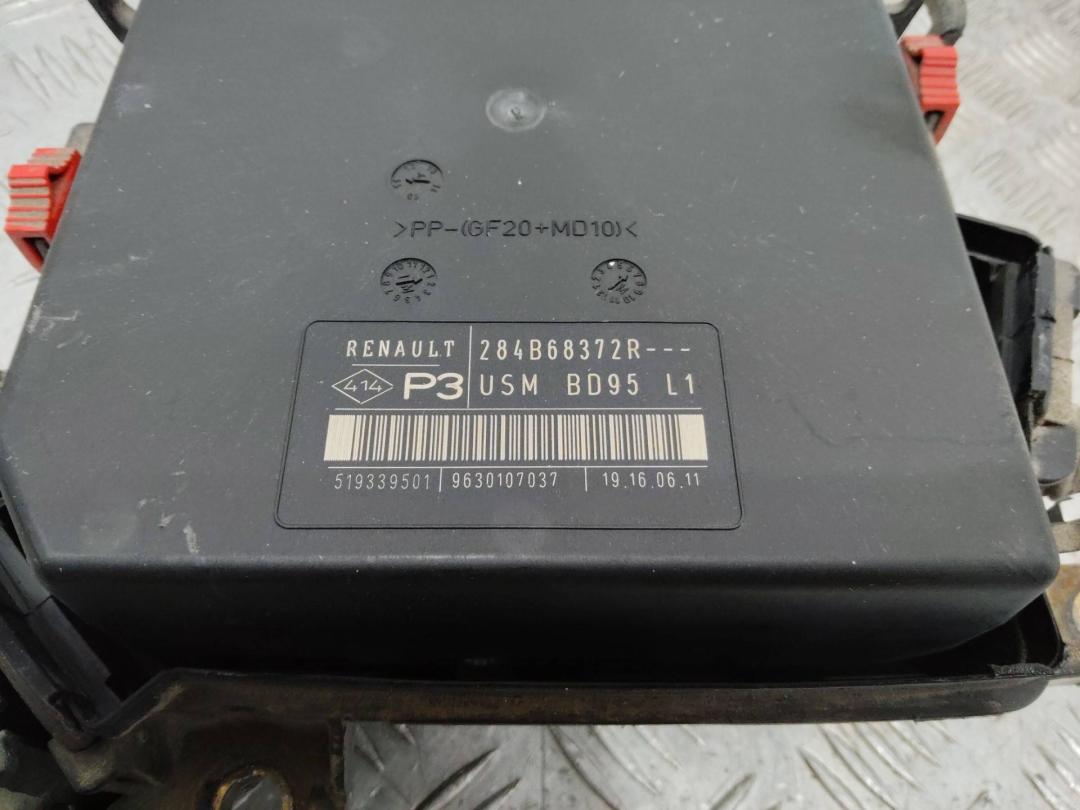 >PP-(GF20+MD10)<
RENAULT 284B68372R---
414 P3 USM BD95 L1
519339501 9630107037 19.16.06.11